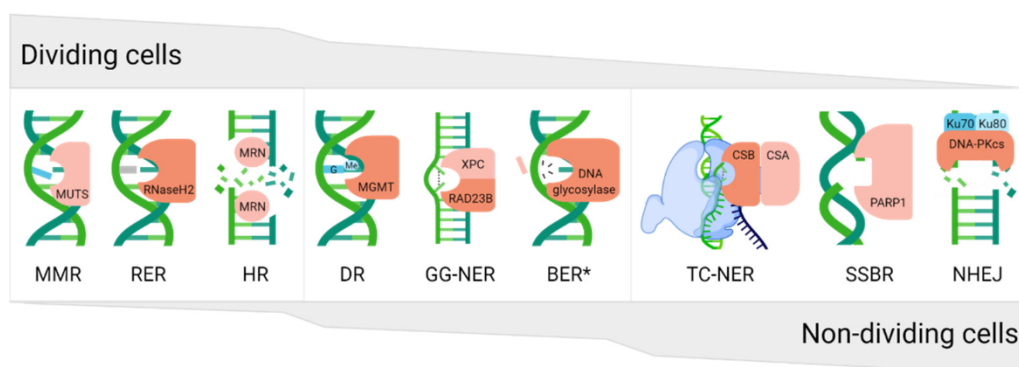 Dividing cells
MUTS
RNaseH2
MRN
MRN
G
Me
MGMT
XPC
RAD23B
DNA
glycosylase
CSB
CSA
PARP1
Ku70
Ku80
DNA-PKcs
MMR
RER
HR
DR
GG-NER
BER*
TC-NER
SSBR
NHEJ
Non-dividing cells